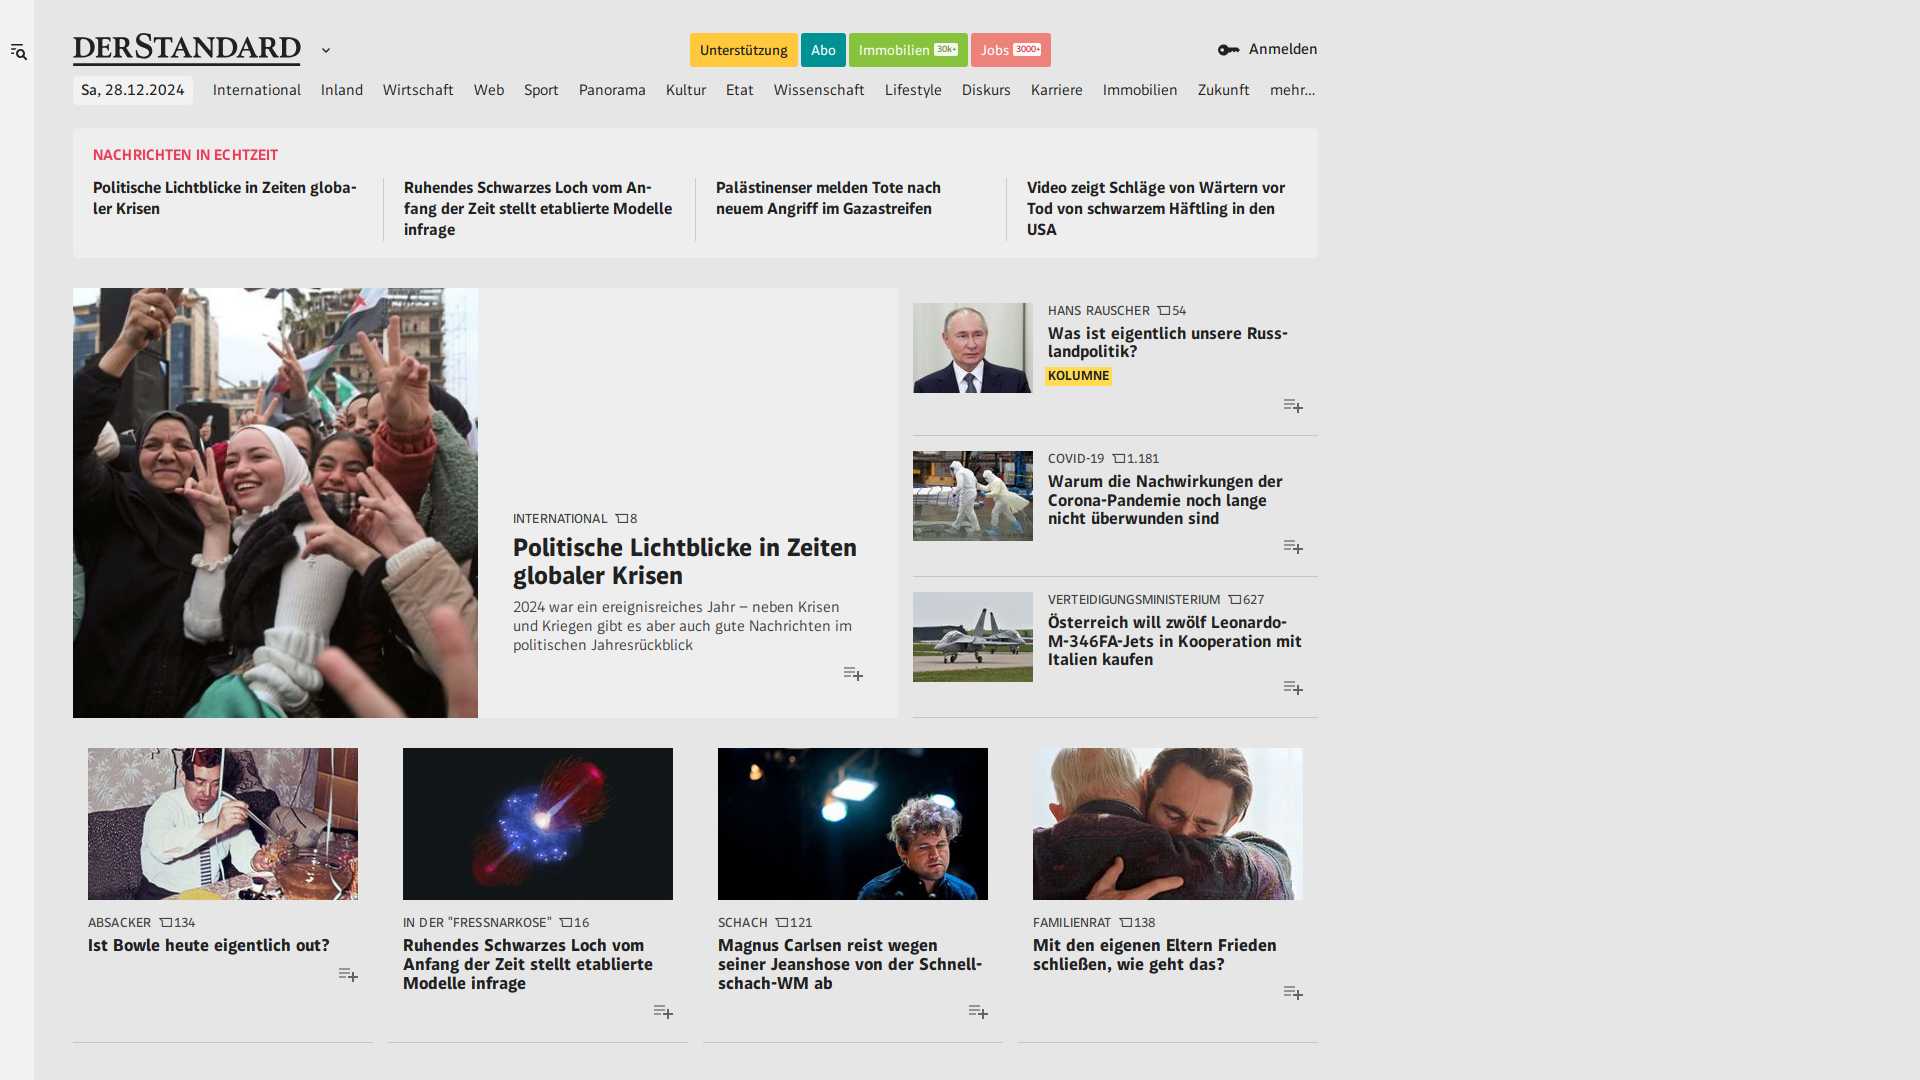 DERSTANDARD
Unterstützung
Abo
Immobilien 30k+
Jobs 3000+
Anmelden
Sa, 28.12.2024
International
Inland
Wirtschaft
Web
Sport
Panorama
Kultur
Etat
Wissenschaft
Lifestyle
Diskurs
Karriere
Immobilien
Zukunft
mehr...
NACHRICHTEN IN ECHTZEIT
Politische Lichtblicke in Zeiten globa-
ler Krisen
Ruhendes Schwarzes Loch vom An-
fang der Zeit stellt etablierte Modelle
infrage
Palästinenser melden Tote nach
neuem Angriff im Gazastreifen
Video zeigt Schläge von Wärtern vor
Tod von schwarzem Häftling in den
USA
INTERNATIONAL 8
Politische Lichtblicke in Zeiten
globaler Krisen
2024 war ein ereignisreiches Jahr – neben Krisen
und Kriegen gibt es aber auch gute Nachrichten im
politischen Jahresrückblick
HANS RAUSCHER 54
Was ist eigentlich unsere Russ-
landpolitik?
KOLUMNE
COVID-19 1.181
Warum die Nachwirkungen der
Corona-Pandemie noch lange
nicht überwunden sind
VERTEIDIGUNGSMINISTERIUM 627
Österreich will zwölf Leonardo-
M-346FA-Jets in Kooperation mit
Italien kaufen
ABSACKER 134
Ist Bowle heute eigentlich out?
IN DER "FRESSNARKOSE" 16
Ruhendes Schwarzes Loch vom
Anfang der Zeit stellt etablierte
Modelle infrage
SCHACH 121
Magnus Carlsen reist wegen
seiner Jeanshose von der Schnell-
schach-WM ab
FAMILIENRAT 138
Mit den eigenen Eltern Frieden
schließen, wie geht das?